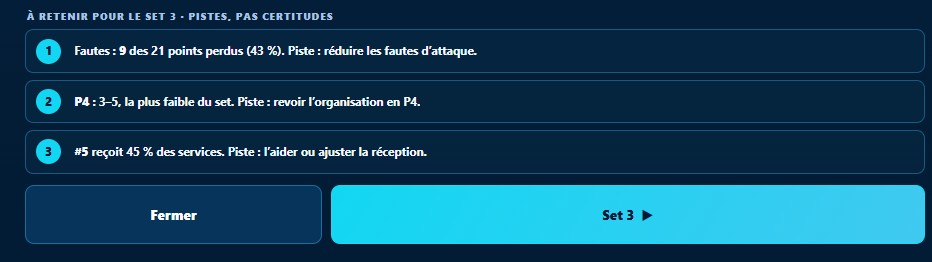 À RETENIR POUR LE SET 3 · PISTES, PAS CERTITUDES
1 Fautes : 9 des 21 points perdus (43 %). Piste : réduire les fautes d’attaque.
2 P4 : 3–5, la plus faible du set. Piste : revoir l’organisation en P4.
3 #5 reçoit 45 % des services. Piste : l’aider ou ajuster la réception.
Fermer Set 3 ▶